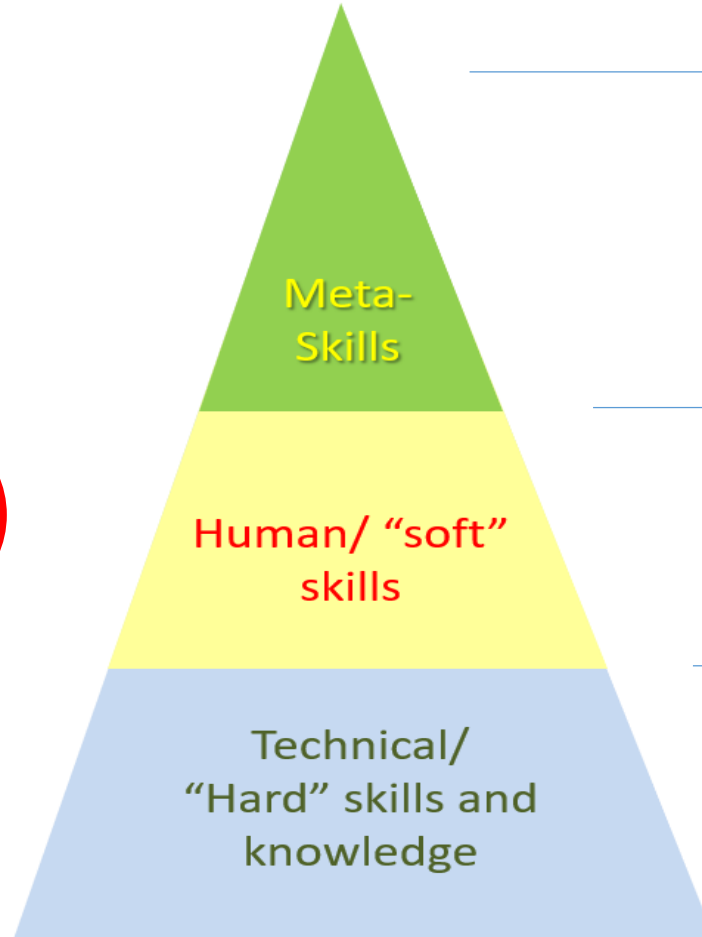 Meta-
Skills
Human/ “soft”
skills
Technical/
“Hard” skills and
knowledge